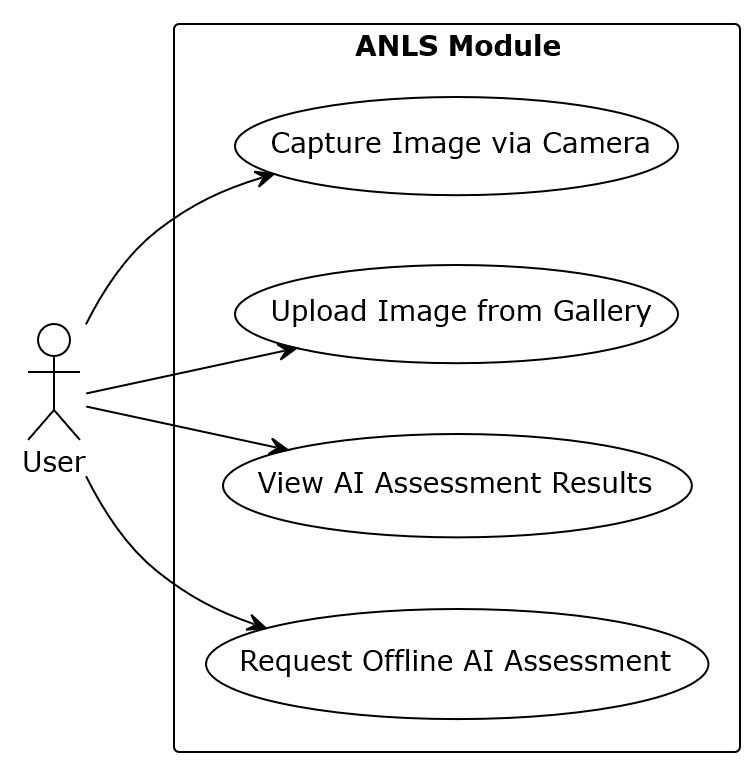 ANLS Module
Capture Image via Camera
Upload Image from Gallery
User
View AI Assessment Results
Request Offline AI Assessment